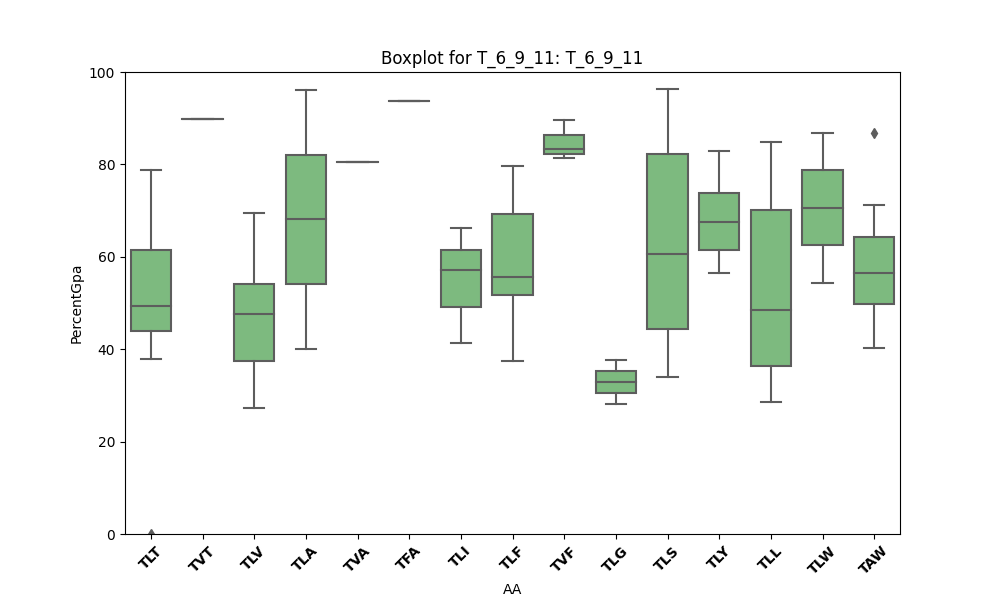 Boxplot for T_6_9_11: T_6_9_11
100
80
60
40
20
0
PercentGpa
TLT TVT TLV TLA TVA TFA TLI TLF TVF TLG TLS TLY TLL TLW TAW
AA